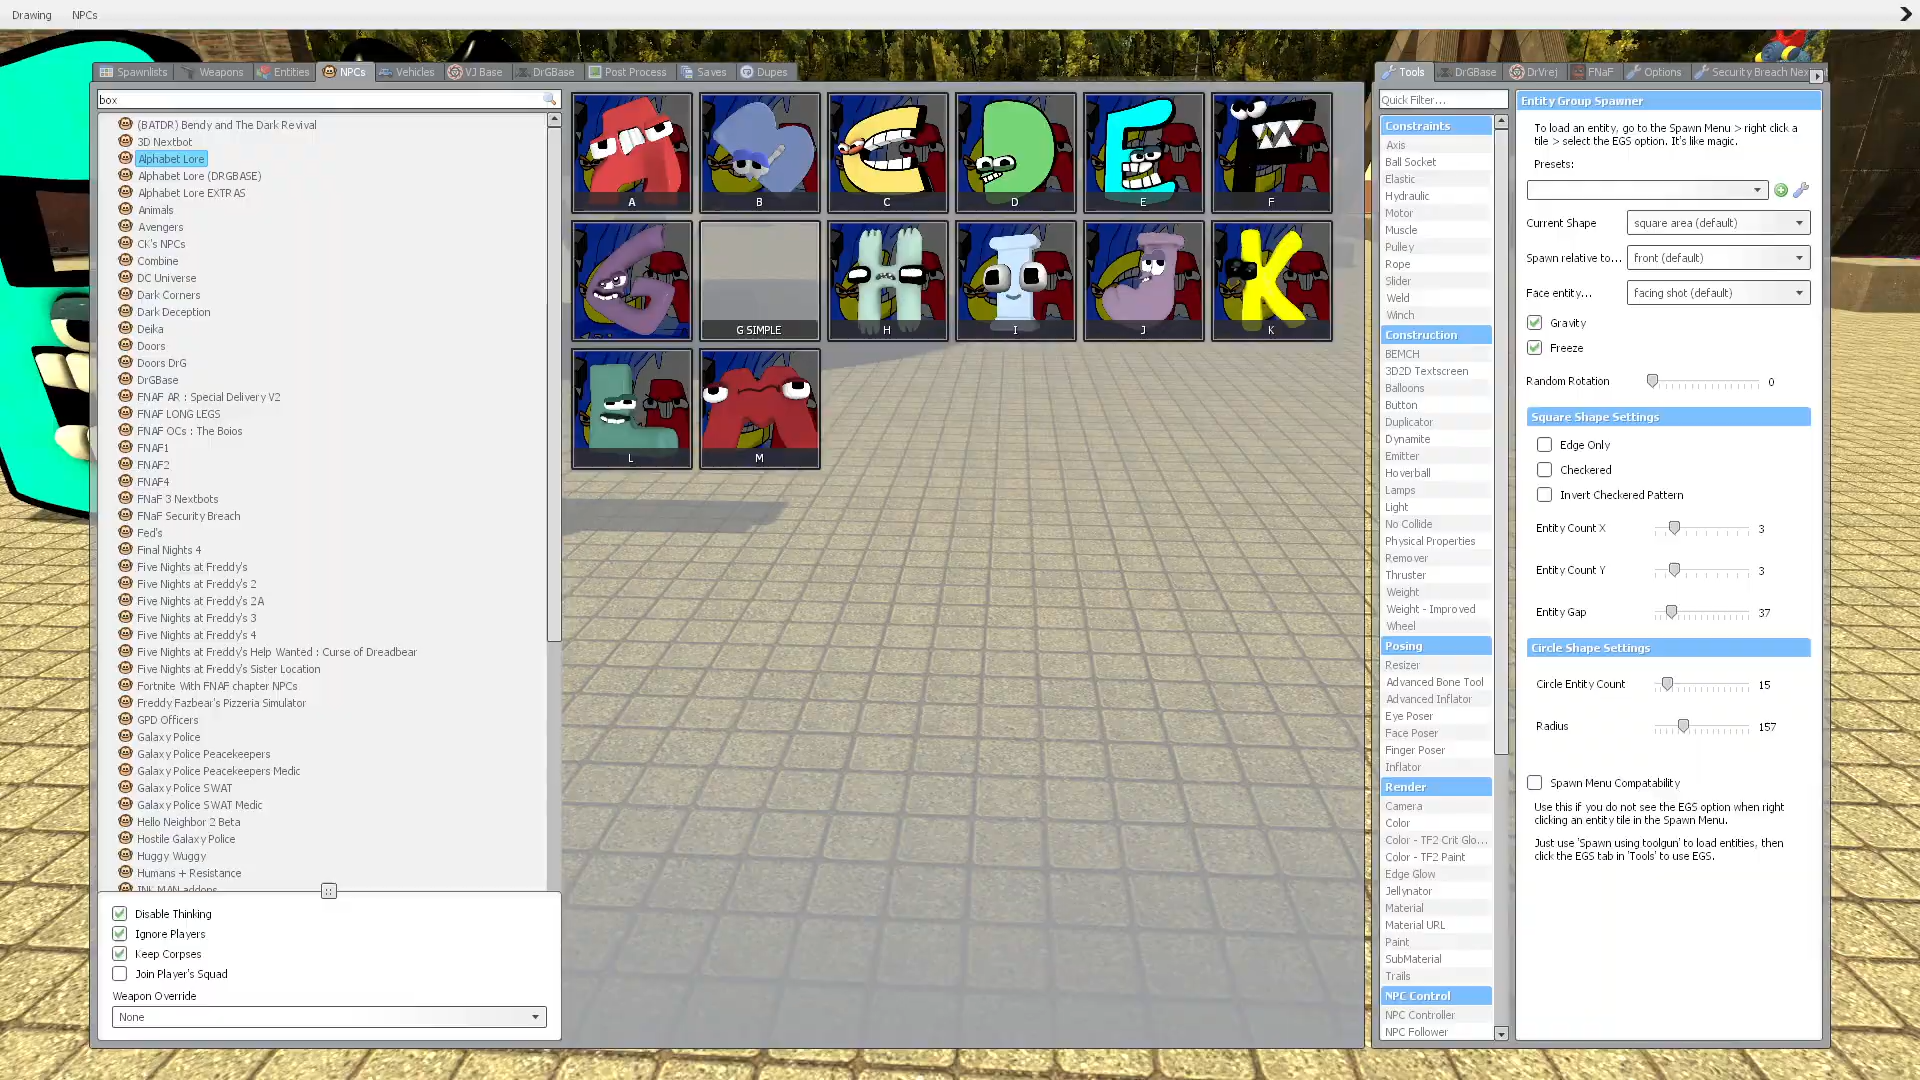 Drawing NPCs
Spawnlists Weapons Entities NPCs Vehicles VJ Base DrGBase Post Process Saves Dupes
box
(BATDR) Bendy and The Dark Revival
3D Nextbot
Alphabet Lore
Alphabet Lore (DRGBASE)
Alphabet Lore EXTRAS
Animals
Avengers
Ck's NPCs
Combine
DC Universe
Dark Corners
Dark Deception
Deika
Doors
Doors DrG
DrGBase
FNAF AR : Special Delivery V2
FNAF LONG LEGS
FNAF OCs : The Boios
FNAF1
FNAF2
FNAF4
FNaF 3 Nextbots
FNaF Security Breach
Fed's
Final Nights 4
Five Nights at Freddy's
Five Nights at Freddy's 2
Five Nights at Freddy's 2A
Five Nights at Freddy's 3
Five Nights at Freddy's 4
Five Nights at Freddy's Help Wanted : Curse of Dreadbear
Five Nights at Freddy's Sister Location
Fortnite With FNAF chapter NPCs
Freddy Fazbear's Pizzeria Simulator
GPD Officers
Galaxy Police
Galaxy Police Peacekeepers
Galaxy Police Peacekeepers Medic
Galaxy Police SWAT
Galaxy Police SWAT Medic
Hello Neighbor 2 Beta
Hostile Galaxy Police
Huggy Wuggy
Humans + Resistance
INK MAN addons
Disable Thinking
Ignore Players
Keep Corpses
Join Player's Squad
Weapon Override
None
A B C D E F
G SIMPLE H I J K
L M
Tools DrGBase DrVrej FNaF Options Security Breach Nex
Quick Filter...
Constraints
Axis
Ball Socket
Elastic
Hydraulic
Motor
Muscle
Pulley
Rope
Slider
Weld
Winch
Construction
BEMCH
3D2D Textscreen
Balloons
Button
Duplicator
Dynamite
Emitter
Hoverball
Lamps
Light
No Collide
Physical Properties
Remover
Thruster
Weight
Weight - Improved
Wheel
Posing
Resizer
Advanced Bone Tool
Advanced Inflator
Eye Poser
Face Poser
Finger Poser
Inflator
Render
Camera
Color
Color - TF2 Crit Glo...
Color - TF2 Paint
Edge Glow
Jellynator
Material
Material URL
Paint
SubMaterial
Trails
NPC Control
NPC Controller
NPC Follower
Entity Group Spawner
To load an entity, go to the Spawn Menu > right click a
tile > select the EGS option. It's like magic.
Presets:
Current Shape square area (default)
Spawn relative to... front (default)
Face entity... facing shot (default)
Gravity
Freeze
Random Rotation 0
Square Shape Settings
Edge Only
Checkered
Invert Checkered Pattern
Entity Count X 3
Entity Count Y 3
Entity Gap 37
Circle Shape Settings
Circle Entity Count 15
Radius 157
Spawn Menu Compatability
Use this if you do not see the EGS option when right
clicking an entity tile in the Spawn Menu.
Just use 'Spawn using toolgun' to load entities, then
click the EGS tab in 'Tools' to use EGS.